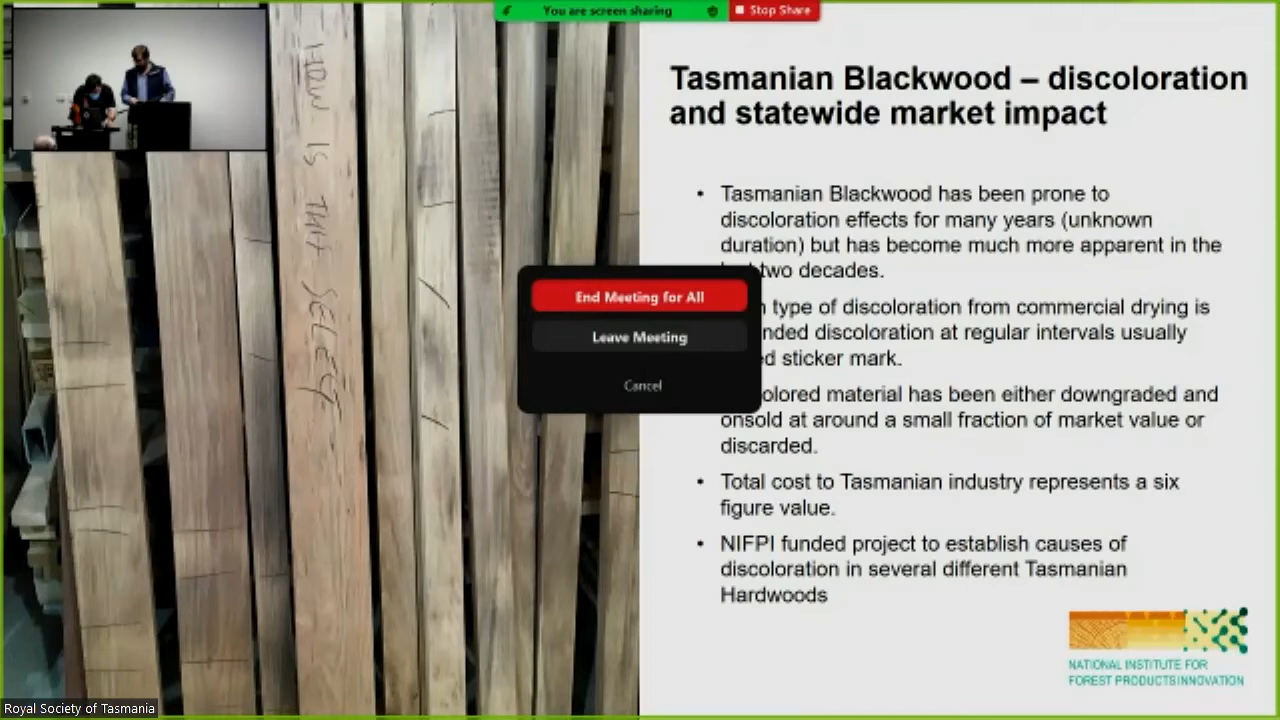 You are screen sharing
Stop Share
Tasmanian Blackwood – discoloration
and statewide market impact
HOW IS THIS SELECT
• Tasmanian Blackwood has been prone to
discoloration effects for many years (unknown
duration) but has become much more apparent in the
two decades.
type of discoloration from commercial drying is
discoloration at regular intervals usually
sticker mark.
material has been either downgraded and
onsold at around a small fraction of market value or
discarded.
• Total cost to Tasmanian industry represents a six
figure value.
• NIFPI funded project to establish causes of
discoloration in several different Tasmanian
Hardwoods
End Meeting for All
Leave Meeting
Cancel
NATIONAL INSTITUTE FOR
FOREST PRODUCTS INNOVATION
Royal Society of Tasmania